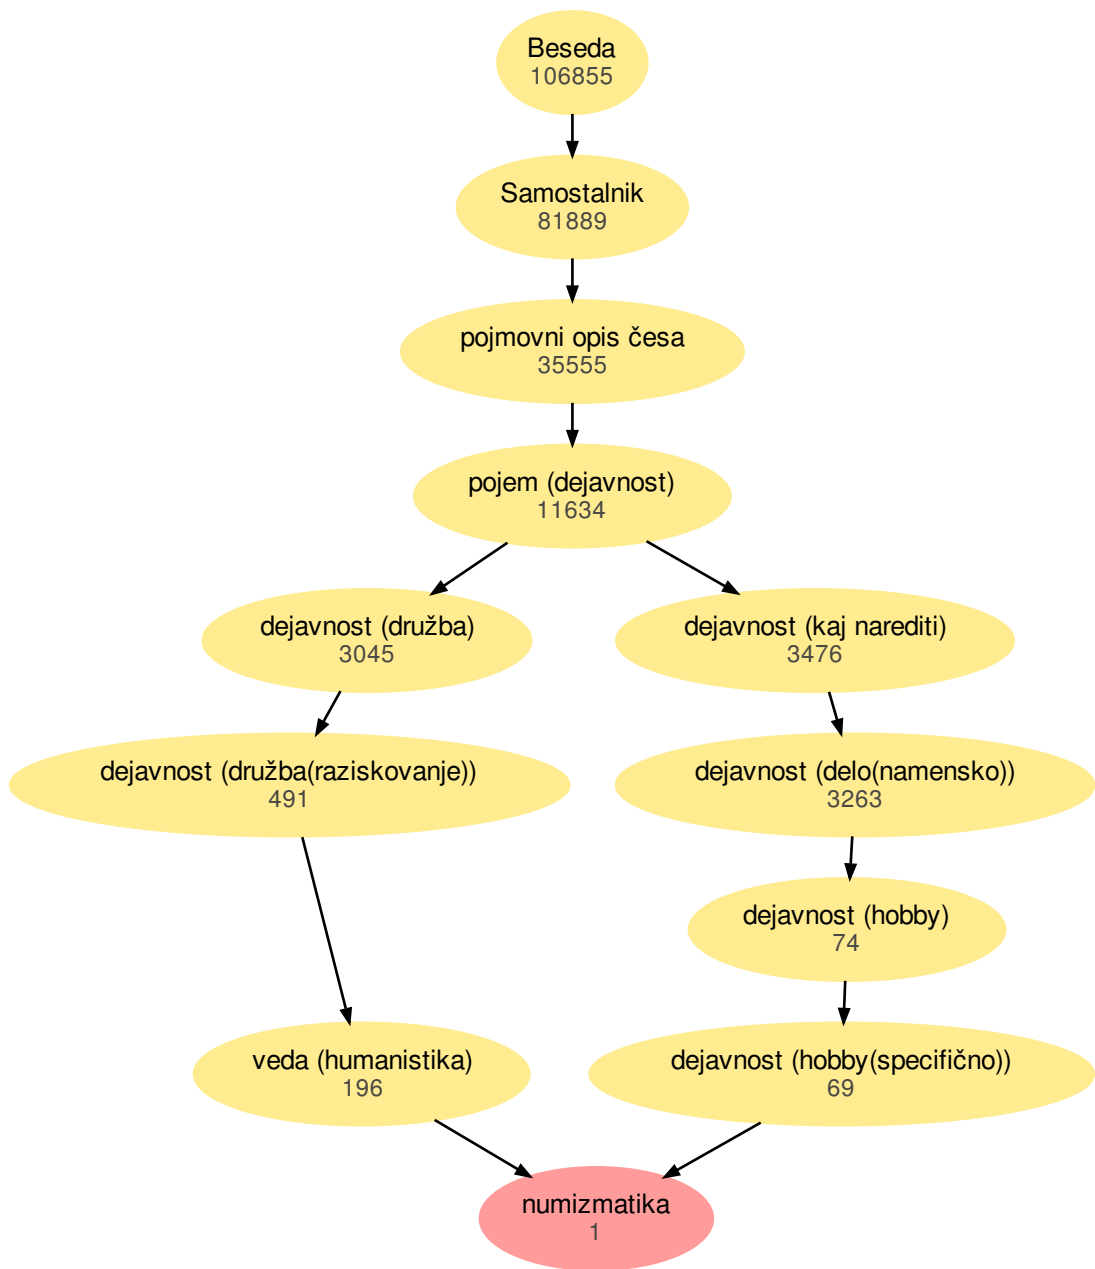 Beseda
106855
Samostalnik
81889
pojmovni opis česa
35555
pojem (dejavnost)
11634
dejavnost (družba)
3045
dejavnost (kaj narediti)
3476
dejavnost (družba(raziskovanje))
491
dejavnost (delo(namensko))
3263
dejavnost (hobby)
74
veda (humanistika)
196
dejavnost (hobby(specifično))
69
numizmatika
1